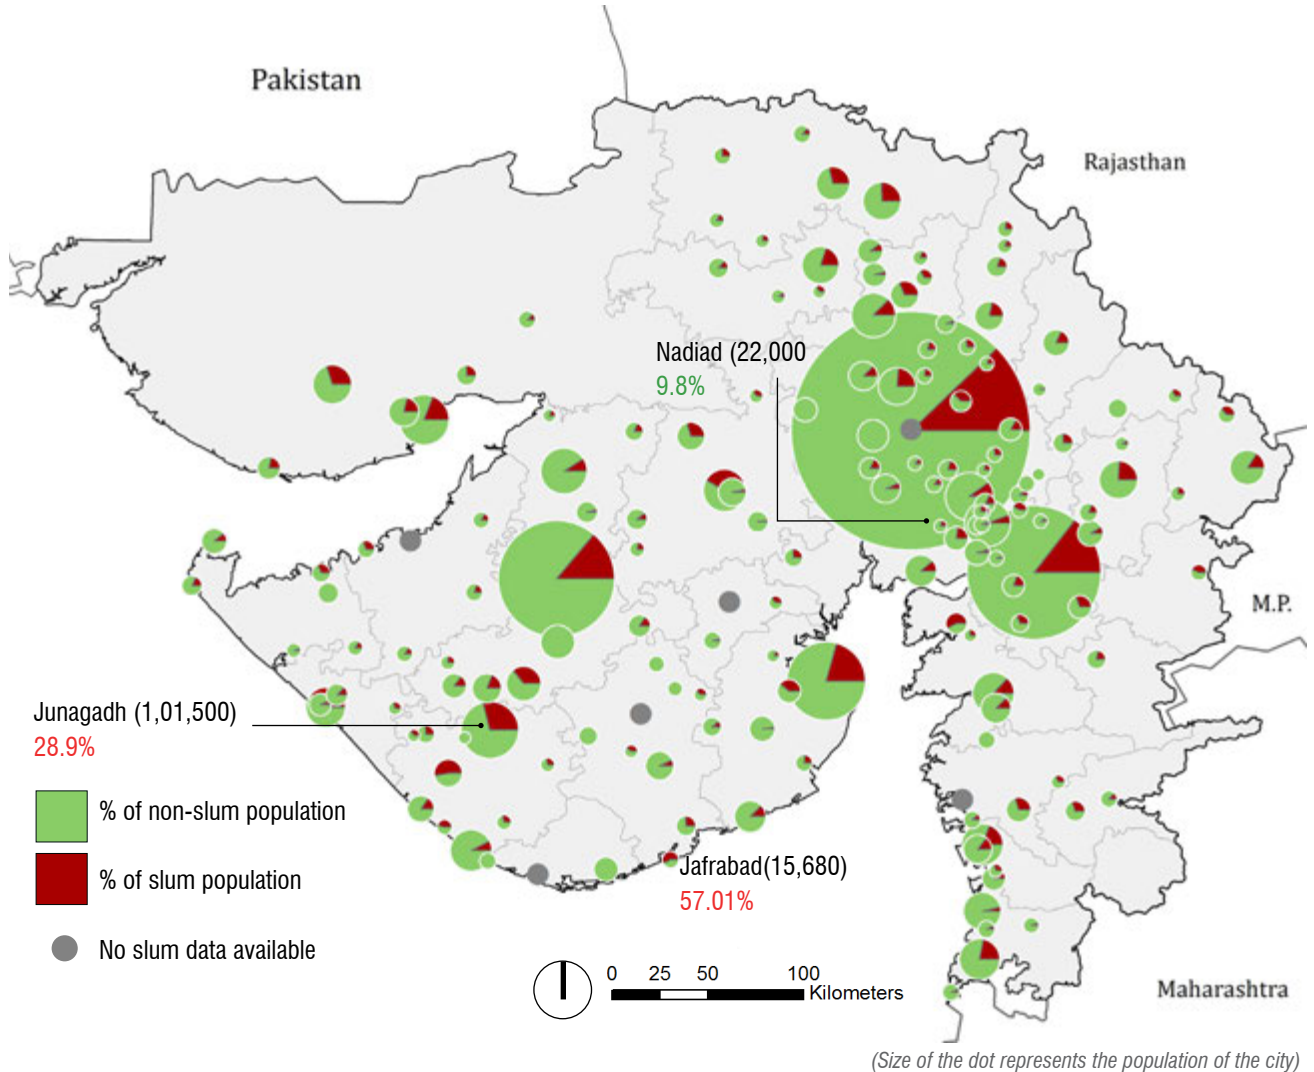 Pakistan
Rajasthan
Nadiad (22,000
9.8%
M.P.
Junagadh (1,01,500)
28.9%
% of non-slum population
% of slum population
No slum data available
Jafrabad(15,680)
57.01%
0 25 50 100
Kilometers
Maharashtra
(Size of the dot represents the population of the city)